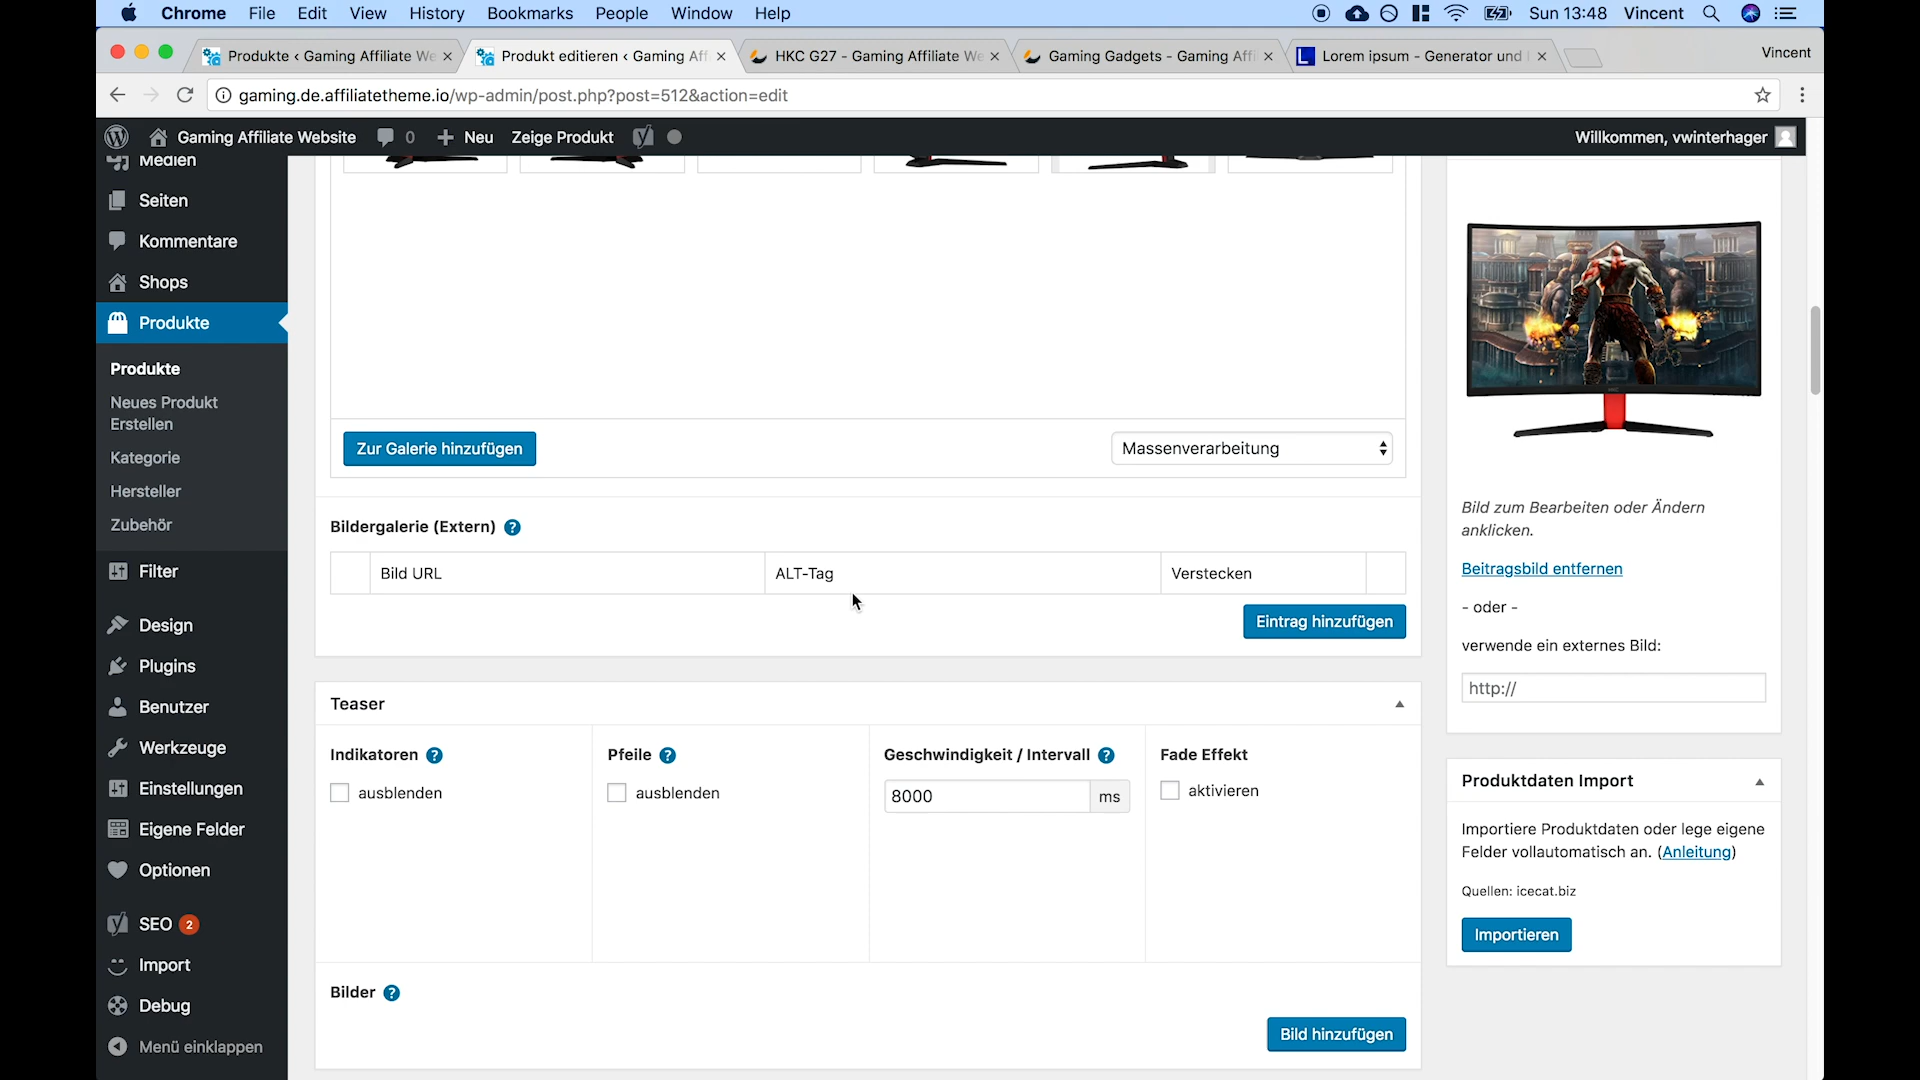 Chrome File Edit View History Bookmarks People Window Help Sun 13:48 Vincent
Produkte ‹ Gaming Affiliate We Produkt editieren ‹ Gaming Aff HKC G27 - Gaming Affiliate We Gaming Gadgets - Gaming Affi Lorem ipsum - Generator und Vincent
gaming.de.affiliatetheme.io/wp-admin/post.php?post=512&action=edit
Gaming Affiliate Website 0 Neu Zeige Produkt Willkommen, vwinterhager
Medien
Seiten
Kommentare
Shops
Produkte
Produkte
Neues Produkt
Erstellen
Kategorie
Hersteller
Zubehör
Filter
Design
Plugins
Benutzer
Werkzeuge
Einstellungen
Eigene Felder
Optionen
SEO 2
Import
Debug
Menü einklappen
Zur Galerie hinzufügen Massenverarbeitung
Bildergalerie (Extern) ?
Bild URL ALT-Tag Verstecken
Eintrag hinzufügen
Teaser
Indikatoren ? Pfeile ? Geschwindigkeit / Intervall ? Fade Effekt
ausblenden ausblenden 8000 ms aktivieren
Bilder ?
Bild hinzufügen
Bild zum Bearbeiten oder Ändern
anklicken.
Beitragsbild entfernen
- oder -
verwende ein externes Bild:
http://
Produktdaten Import
Importiere Produktdaten oder lege eigene
Felder vollautomatisch an. (Anleitung)
Quellen: icecat.biz
Importieren